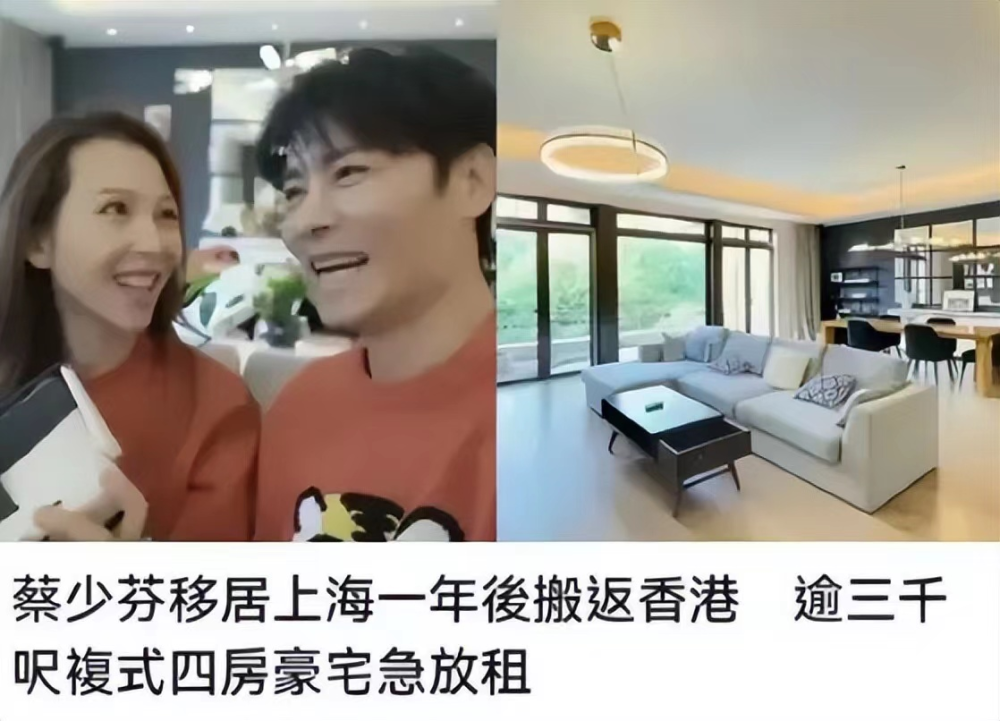 蔡少芬移居上海一年後搬返香港　逾三千
呎複式四房豪宅急放租